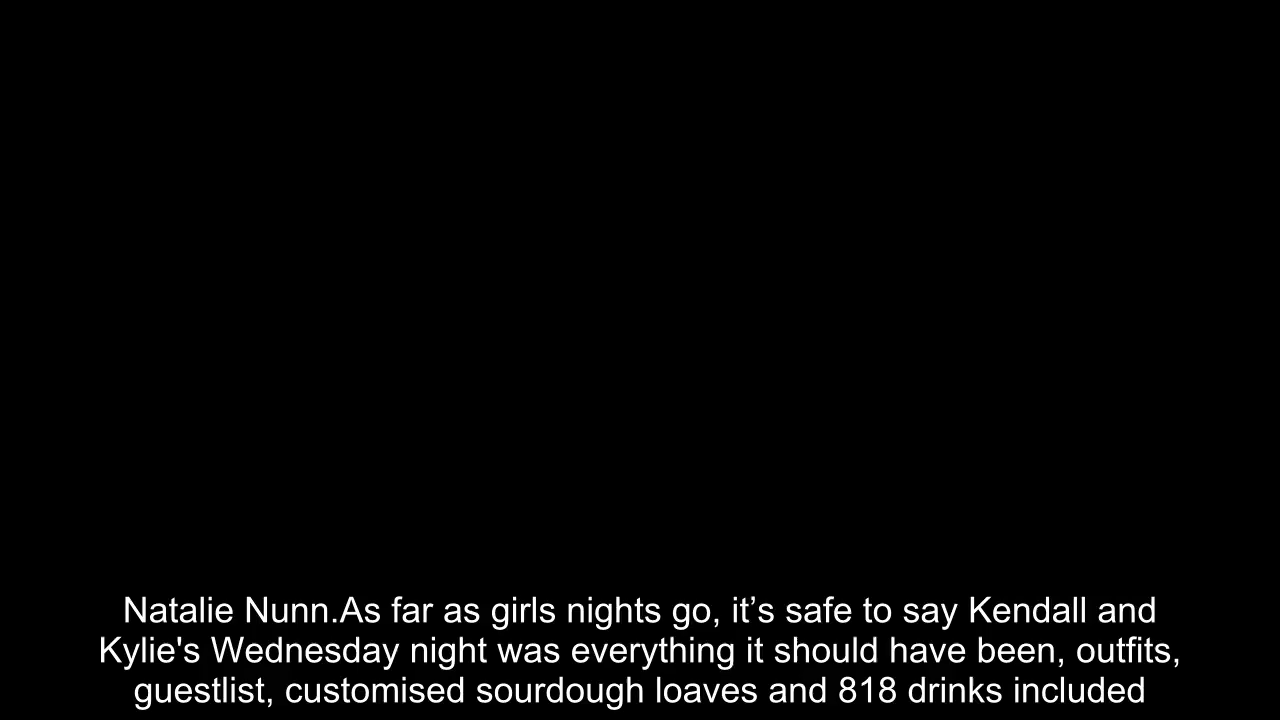 Natalie Nunn.As far as girls nights go, it’s safe to say Kendall and
Kylie's Wednesday night was everything it should have been, outfits,
guestlist, customised sourdough loaves and 818 drinks included